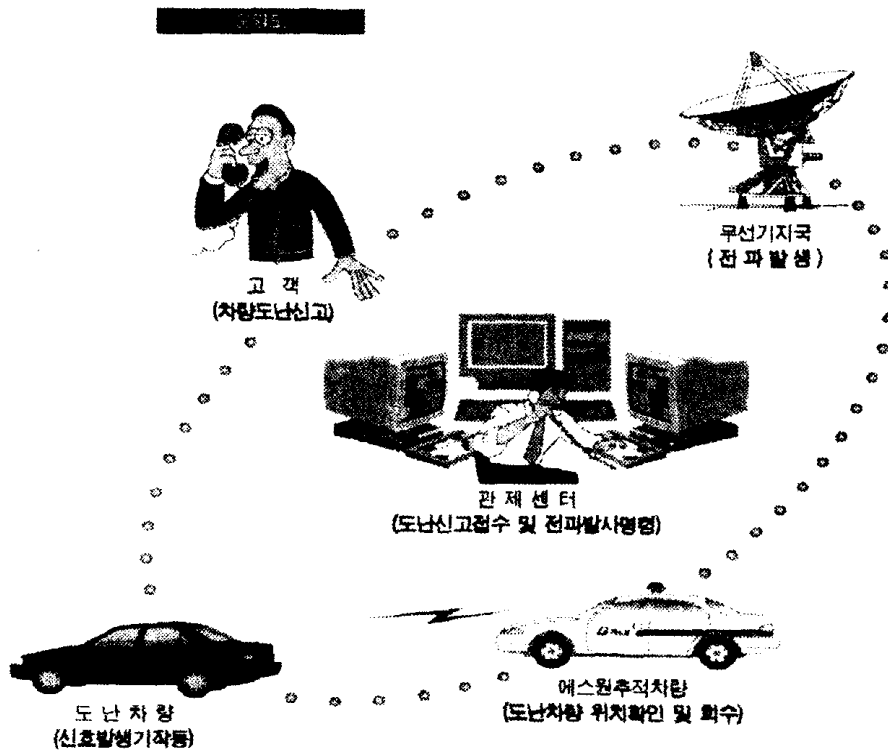 고 객
(차량도난신고)
무선기지국
(전파발생)
관제센터
(도난신고접수 및 전파발사명령)
도난차량
(신호발생기작동)
에스원추적차량
(도난차량 위치확인 및 회수)